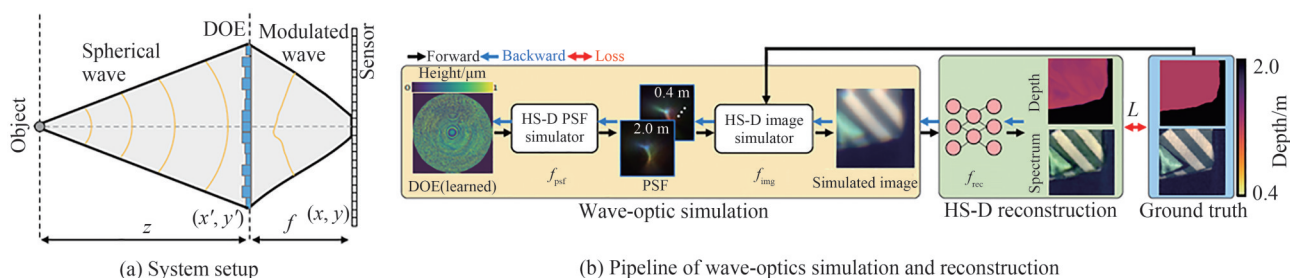 DOE
Spherical
wave
Modulated
wave
Sensor
Object
(x′, y′)
(x, y)
z
f
(a) System setup
Forward
Backward
Loss
Height/μm
0
1
DOE(learned)
HS-D PSF
simulator
f_psf
0.4 m
2.0 m
PSF
HS-D image
simulator
f_img
Simulated image
Wave-optic simulation
Depth
Spectrum
f_rec
HS-D reconstruction
L
Ground truth
2.0
Depth/m
0.4
(b) Pipeline of wave-optics simulation and reconstruction